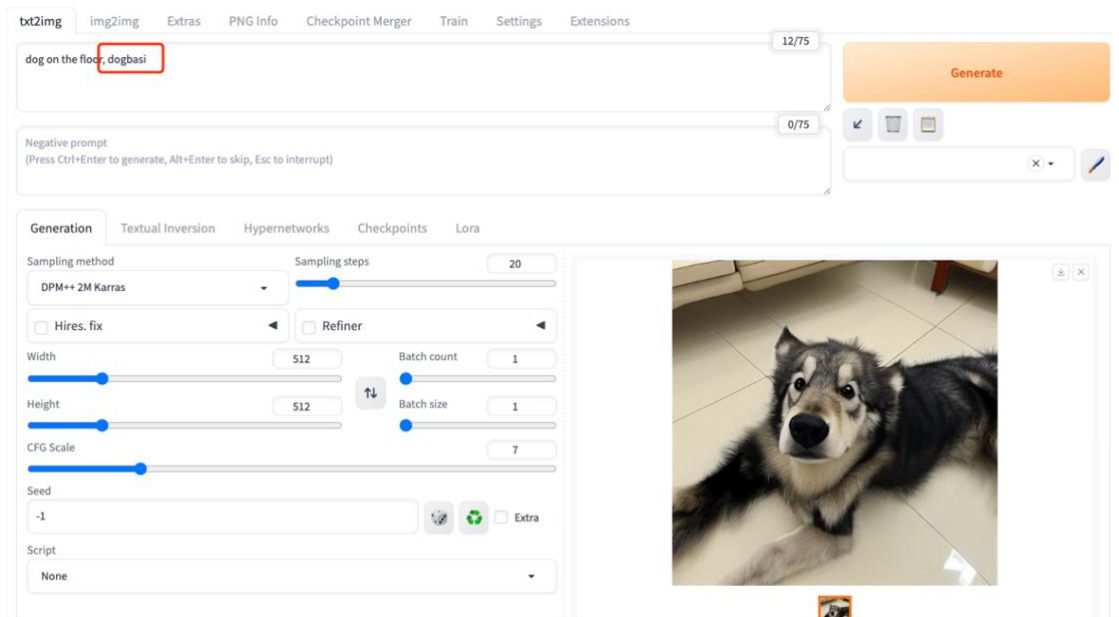 txt2img img2img Extras PNG Info Checkpoint Merger Train Settings Extensions
12/75
dog on the floor, dogbasi
Generate
0/75
Negative prompt
(Press Ctrl+Enter to generate, Alt+Enter to skip, Esc to interrupt)
Generation Textual Inversion Hypernetworks Checkpoints Lora
Sampling method Sampling steps 20
DPM++ 2M Karras
Hires. fix Refiner
Width 512 Batch count 1
Height 512 Batch size 1
CFG Scale 7
Seed
-1 Extra
Script
None